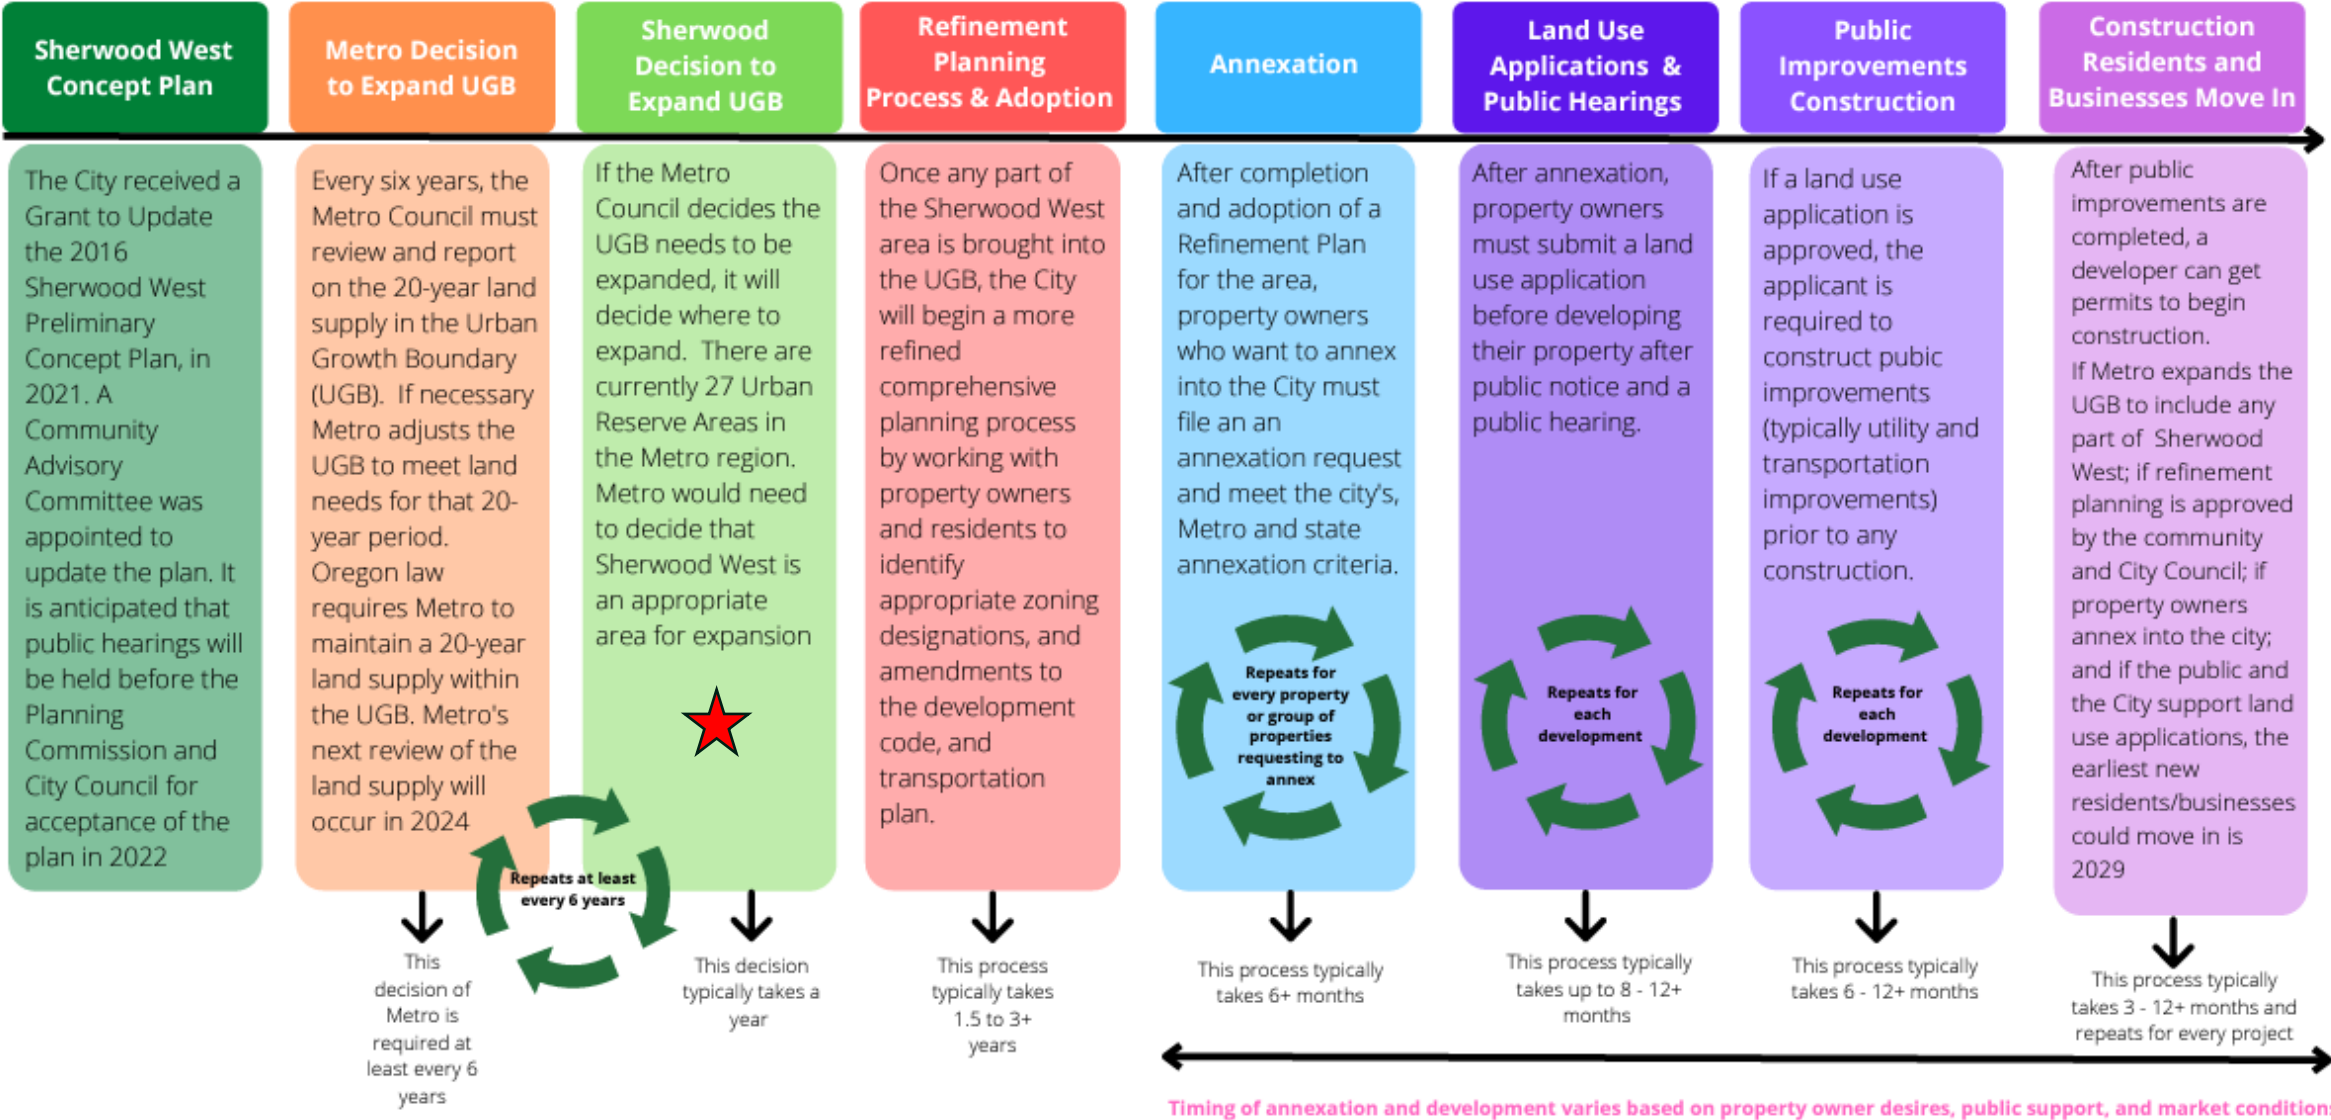 Sherwood West
Concept Plan
Metro Decision
to Expand UGB
Sherwood
Decision to
Expand UGB
Refinement
Planning
Process & Adoption
Annexation
Land Use
Applications &
Public Hearings
Public
Improvements
Construction
Construction
Residents and
Businesses Move In
The City received a
Grant to Update
the 2016
Sherwood West
Preliminary
Concept Plan, in
2021. A
Community
Advisory
Committee was
appointed to
update the plan. It
is anticipated that
public hearings will
be held before the
Planning
Commission and
City Council for
acceptance of the
plan in 2022
Every six years, the
Metro Council must
review and report
on the 20-year land
supply in the Urban
Growth Boundary
(UGB). If necessary
Metro adjusts the
UGB to meet land
needs for that 20-
year period.
Oregon law
requires Metro to
maintain a 20-year
land supply within
the UGB. Metro's
next review of the
land supply will
occur in 2024
Repeats at least
every 6 years
This
decision of
Metro is
required at
least every 6
years
If the Metro
Council decides the
UGB needs to be
expanded, it will
decide where to
expand. There are
currently 27 Urban
Reserve Areas in
the Metro region.
Metro would need
to decide that
Sherwood West is
an appropriate
area for expansion
This decision
typically takes a
year
Once any part of
the Sherwood West
area is brought into
the UGB, the City
will begin a more
refined
comprehensive
planning process
by working with
property owners
and residents to
identify
appropriate zoning
designations, and
amendments to
the development
code, and
transportation
plan.
This process
typically takes
1.5 to 3+
years
After completion
and adoption of a
Refinement Plan
for the area,
property owners
who want to annex
into the City must
file an an
annexation request
and meet the city's,
Metro and state
annexation criteria.
Repeats for
every property
or group of
properties
requesting to
annex
This process typically
takes 6+ months
After annexation,
property owners
must submit a land
use application
before developing
their property after
public notice and a
public hearing.
Repeats for
each
development
This process typically
takes up to 8 - 12+
months
If a land use
application is
approved, the
applicant is
required to
construct pubic
improvements
(typically utility and
transportation
improvements)
prior to any
construction.
Repeats for
each
development
This process typically
takes 6 - 12+ months
After public
improvements are
completed, a
developer can get
permits to begin
construction.
If Metro expands the
UGB to include any
part of Sherwood
West; if refinement
planning is approved
by the community
and City Council; if
property owners
annex into the city;
and if the public and
the City support land
use applications, the
earliest new
residents/businesses
could move in is
2029
This process typically
takes 3 - 12+ months and
repeats for every project
Timing of annexation and development varies based on property owner desires, public support, and market condition